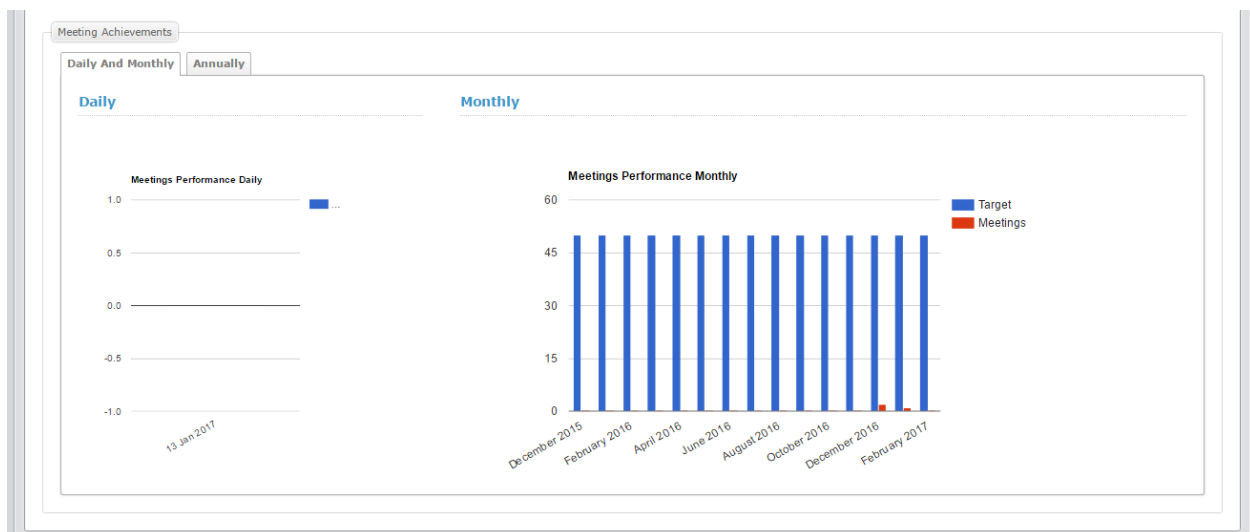 Meeting Achievements
Daily And Monthly
Annually
Daily
Monthly
Meetings Performance Daily
1.0
0.5
0.0
-0.5
-1.0
13 Jan 2017
...
Meetings Performance Monthly
60
45
30
15
0
December 2015
February 2016
April 2016
June 2016
August 2016
October 2016
December 2016
February 2017
Target
Meetings